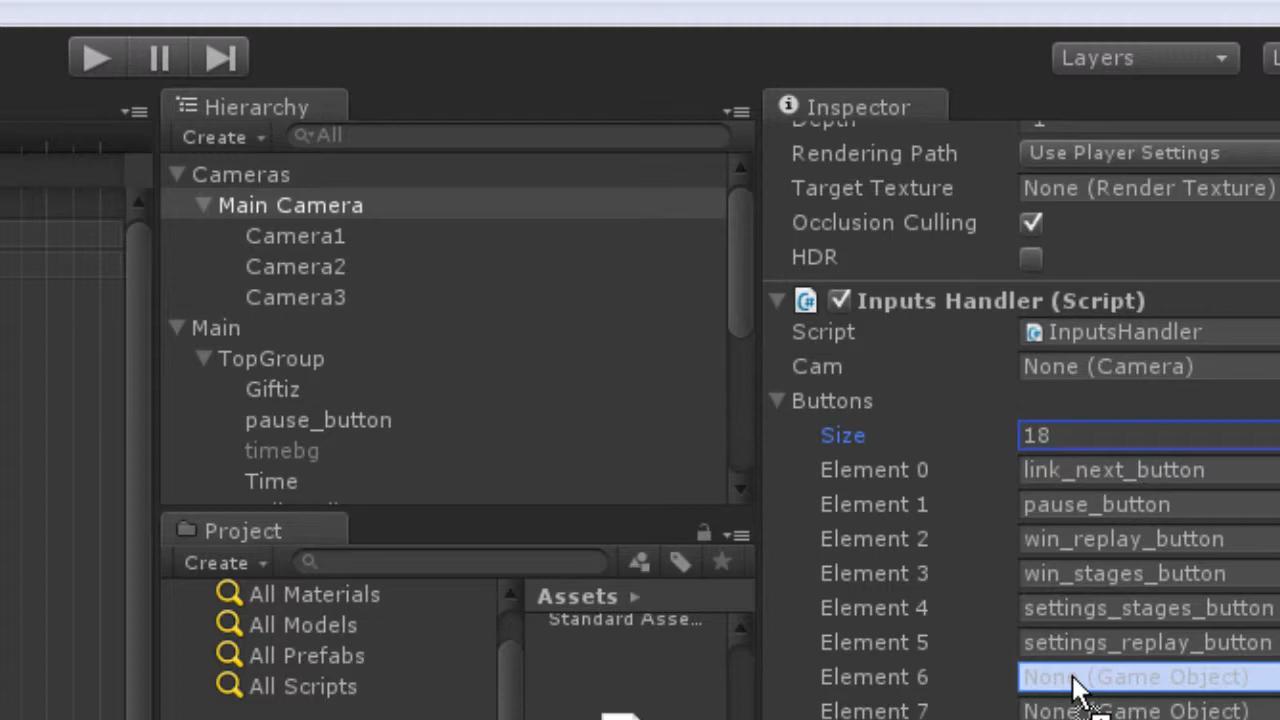 Layers
Hierarchy
Create
All
Cameras
Main Camera
Camera1
Camera2
Camera3
Main
TopGroup
Giftiz
pause_button
timebg
Time
Project
Create
All Materials
All Models
All Prefabs
All Scripts
Assets
Standard Asse...
Inspector
Depth -1
Rendering Path Use Player Settings
Target Texture None (Render Texture)
Occlusion Culling
HDR
Inputs Handler (Script)
Script InputsHandler
Cam None (Camera)
Buttons
Size 18
Element 0 link_next_button
Element 1 pause_button
Element 2 win_replay_button
Element 3 win_stages_button
Element 4 settings_stages_button
Element 5 settings_replay_button
Element 6 None (Game Object)
Element 7 None (Game Object)